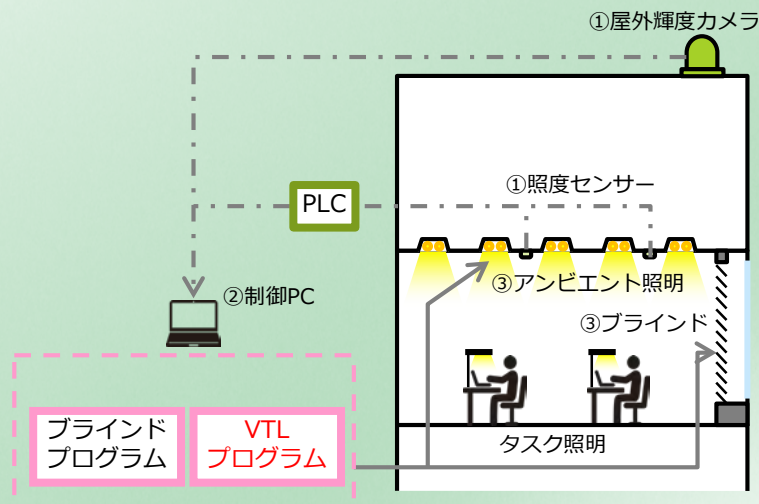 ①屋外輝度カメラ
①照度センサー
PLC
②制御PC
③アンビエント照明
③ブラインド
ブラインド
プログラム
VTL
プログラム
タスク照明